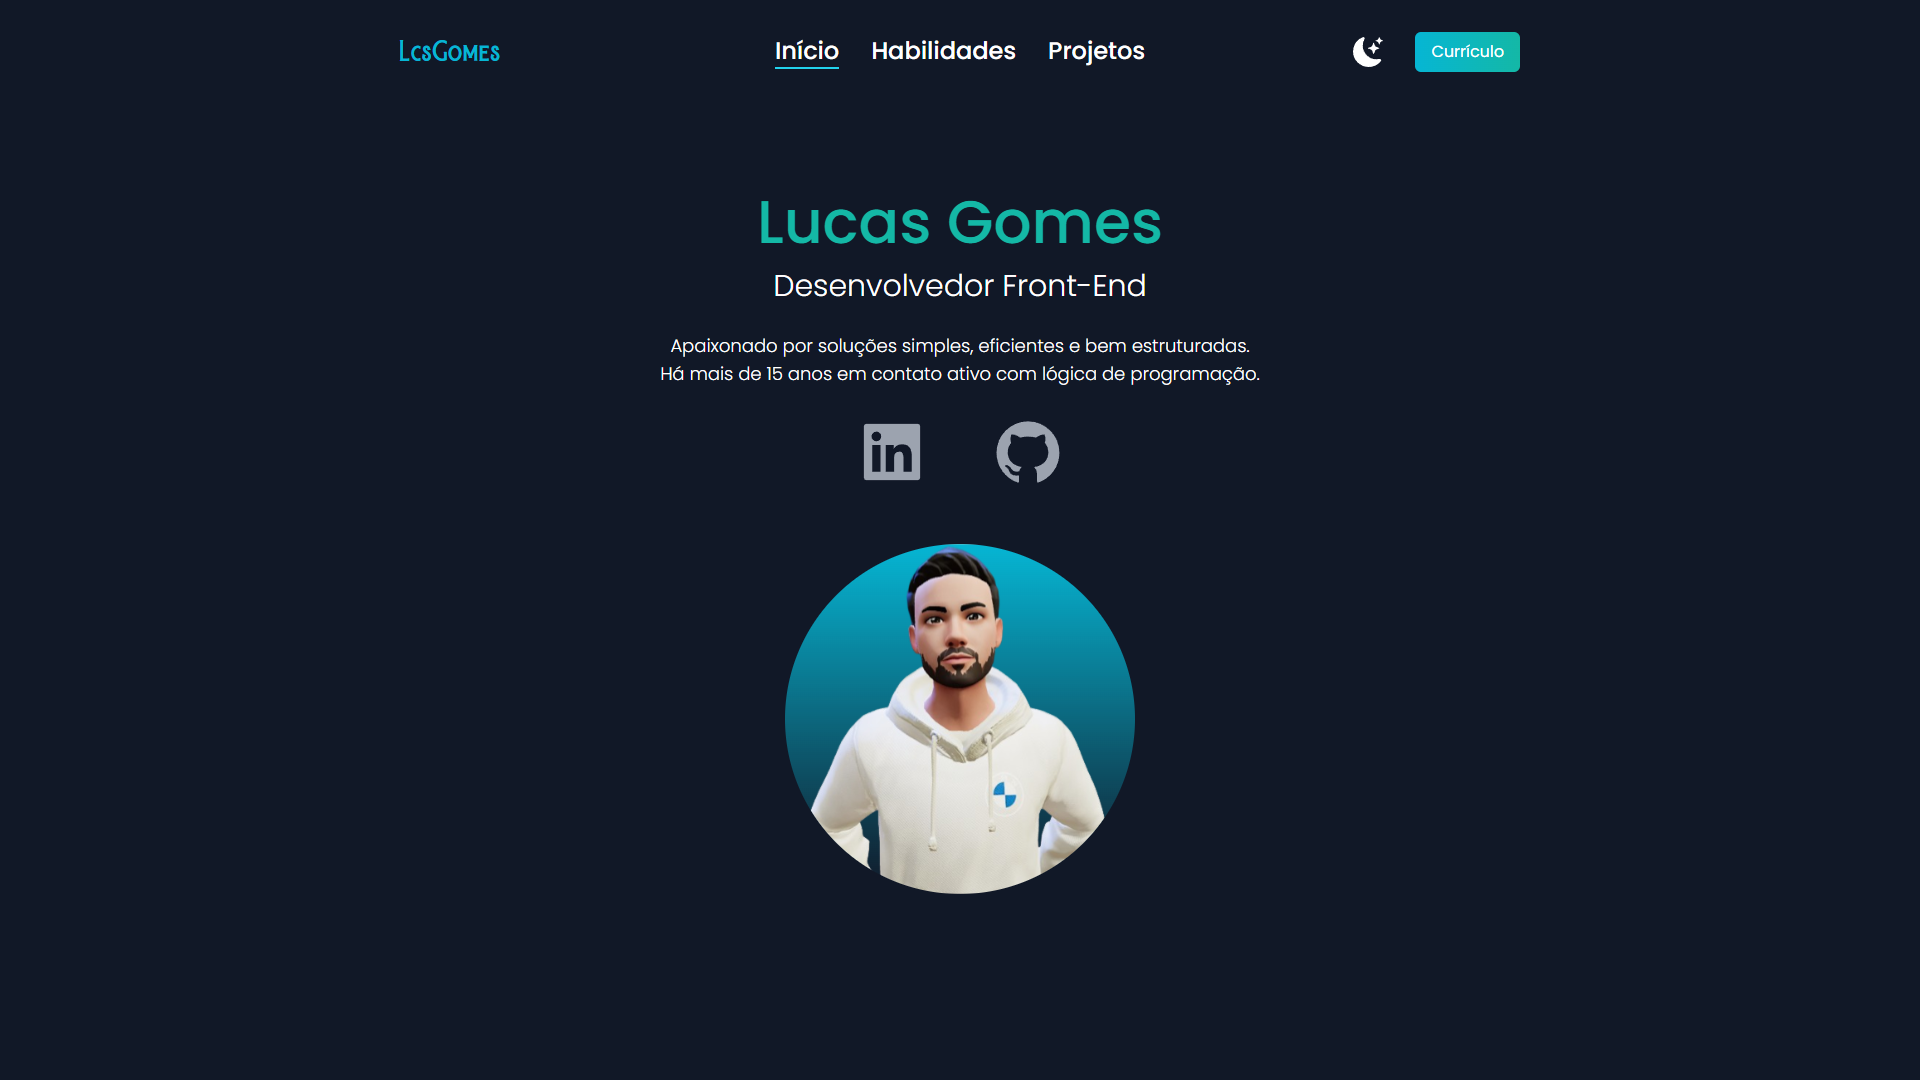 LcsGomes
Início
Habilidades
Projetos
Currículo
Lucas Gomes
Desenvolvedor Front-End
Apaixonado por soluções simples, eficientes e bem estruturadas.
Há mais de 15 anos em contato ativo com lógica de programação.
in